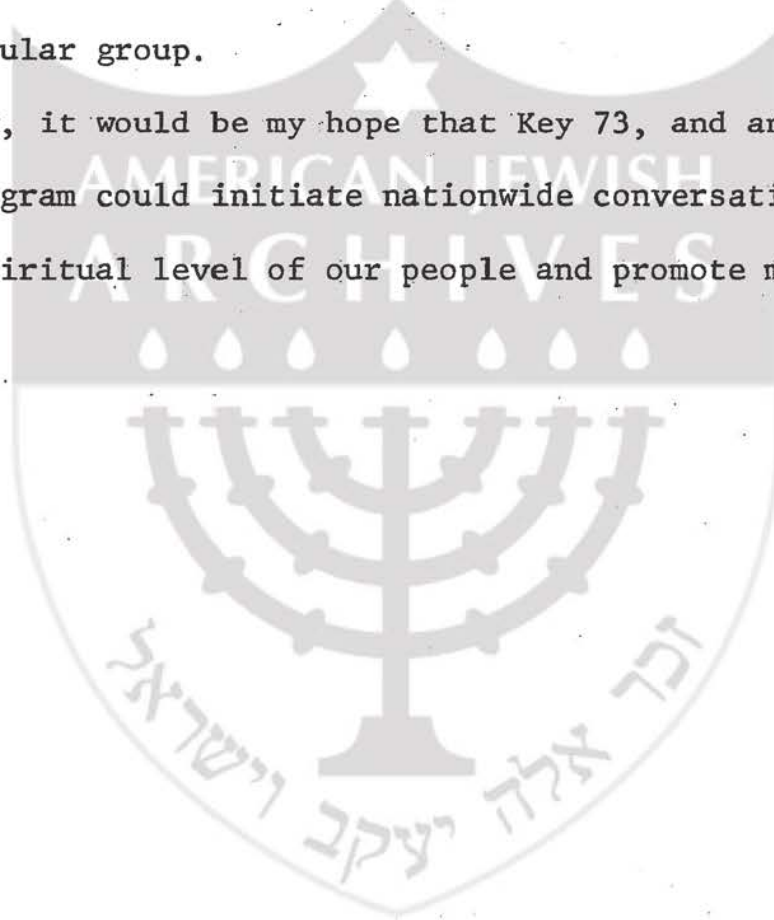 ular group.
, it would be my hope that Key 73, and an
AMERICAN JEWISH
gram could initiate nationwide conversati
ARCHIVES
iritual level of our people and promote m
זכר אלה יעקב וישראל